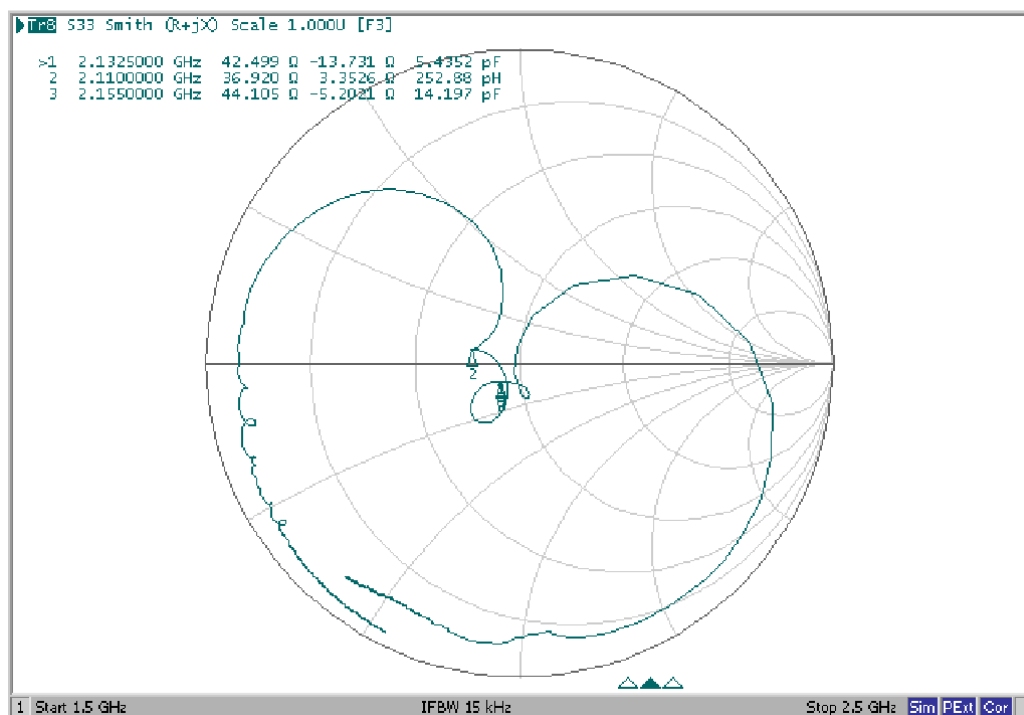 Tr8 S33 Smith (R+jX) Scale 1.000U [F3]
>1 2.1325000 GHz 42.499 Ω -13.731 Ω 5.4352 pF
2 2.1100000 GHz 36.920 Ω 3.3526 Ω 252.88 pH
3 2.1550000 GHz 44.105 Ω -5.2021 Ω 14.197 pF
2
1 Start 1.5 GHz IFBW 15 kHz Stop 2.5 GHz Sim PExt Cor